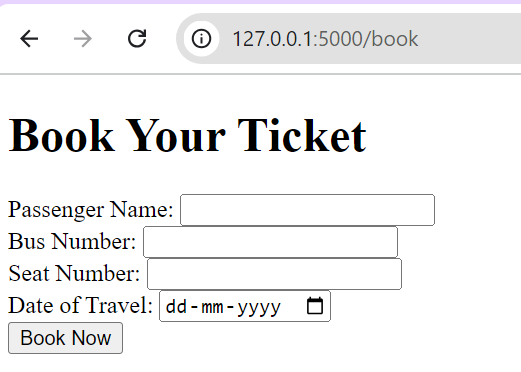 127.0.0.1:5000/book
Book Your Ticket
Passenger Name:
Bus Number:
Seat Number:
Date of Travel: dd-mm-yyyy
Book Now